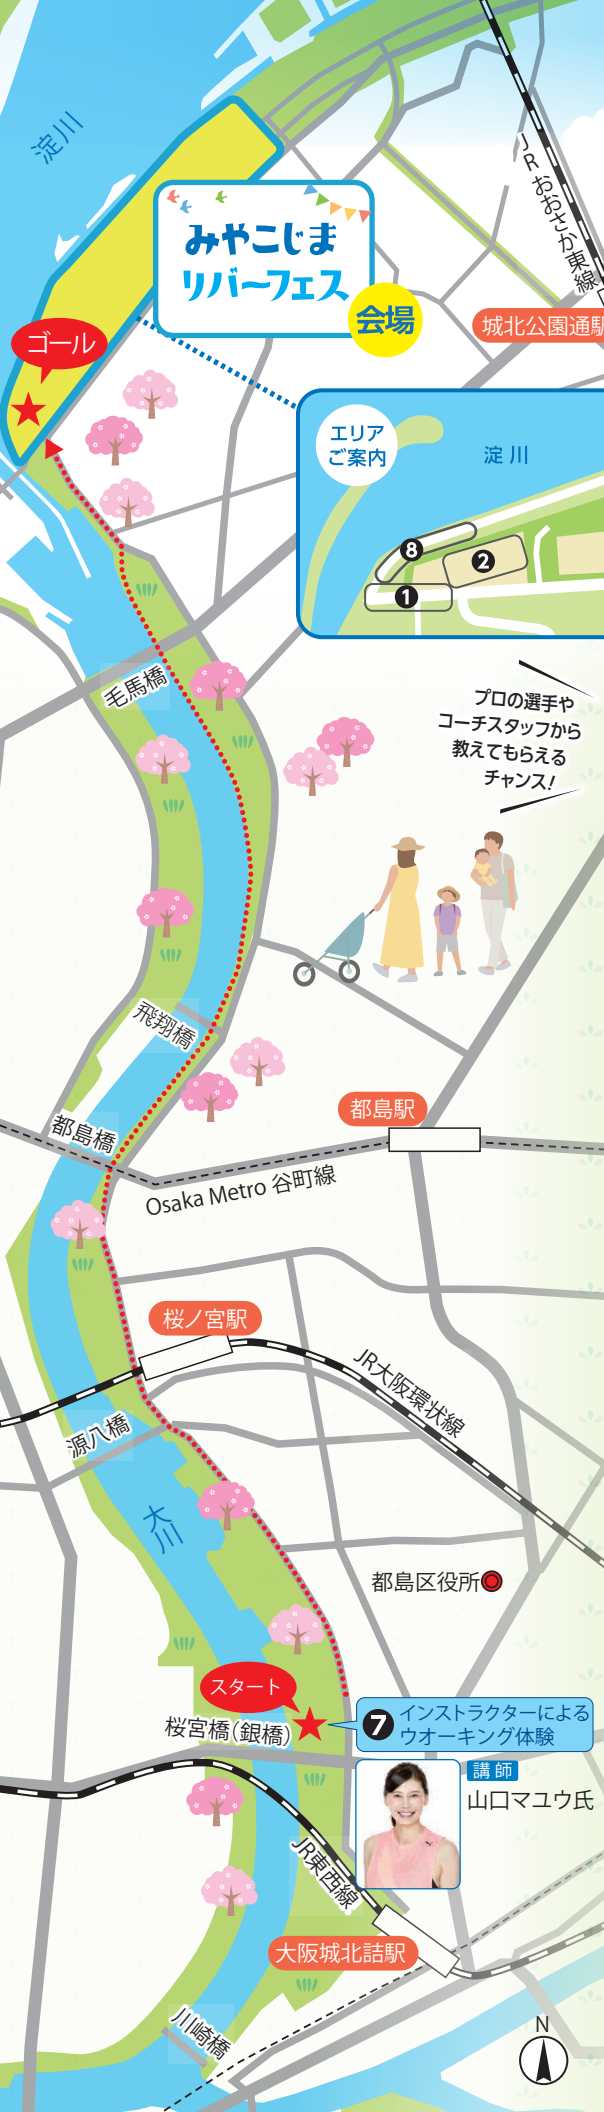 淀川
JRおおさか東線
みやこじま
リバーフェス
会場
城北公園通駅
ゴール
エリア
ご案内
淀川
8
2
1
毛馬橋
プロの選手や
コーチスタッフから
教えてもらえる
チャンス!
飛翔橋
都島駅
都島橋
Osaka Metro 谷町線
桜ノ宮駅
JR大阪環状線
源八橋
大川
都島区役所
スタート
桜宮橋(銀橋)
7
インストラクターによる
ウオーキング体験
講師
山口マユウ氏
JR東西線
大阪城北詰駅
川崎橋
N